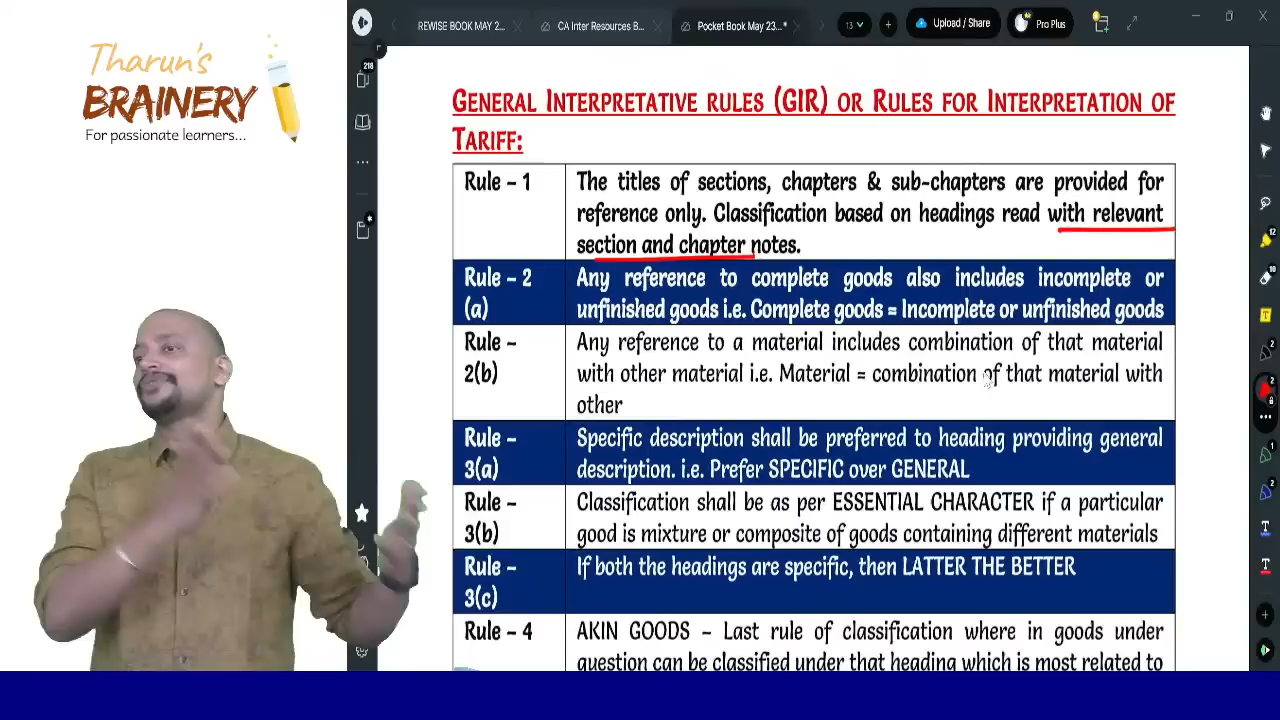 Tharun's
BRAINERY
For passionate learners...
REWISE BOOK MAY 2...
CA Inter Resources B...
Pocket Book May 23...*
13
Upload / Share
Pro Plus
218
GENERAL INTERPRETATIVE RULES (GIR) OR RULES FOR INTERPRETATION OF
TARIFF:
Rule – 1
The titles of sections, chapters & sub-chapters are provided for
reference only. Classification based on headings read with relevant
section and chapter notes.
Rule – 2
(a)
Any reference to complete goods also includes incomplete or
unfinished goods i.e. Complete goods = Incomplete or unfinished goods
Rule –
2(b)
Any reference to a material includes combination of that material
with other material i.e. Material = combination of that material with
other
Rule –
3(a)
Specific description shall be preferred to heading providing general
description. i.e. Prefer SPECIFIC over GENERAL
Rule –
3(b)
Classification shall be as per ESSENTIAL CHARACTER if a particular
good is mixture or composite of goods containing different materials
Rule –
3(c)
If both the headings are specific, then LATTER THE BETTER
Rule – 4
AKIN GOODS – Last rule of classification where in goods under
question can be classified under that heading which is most related to